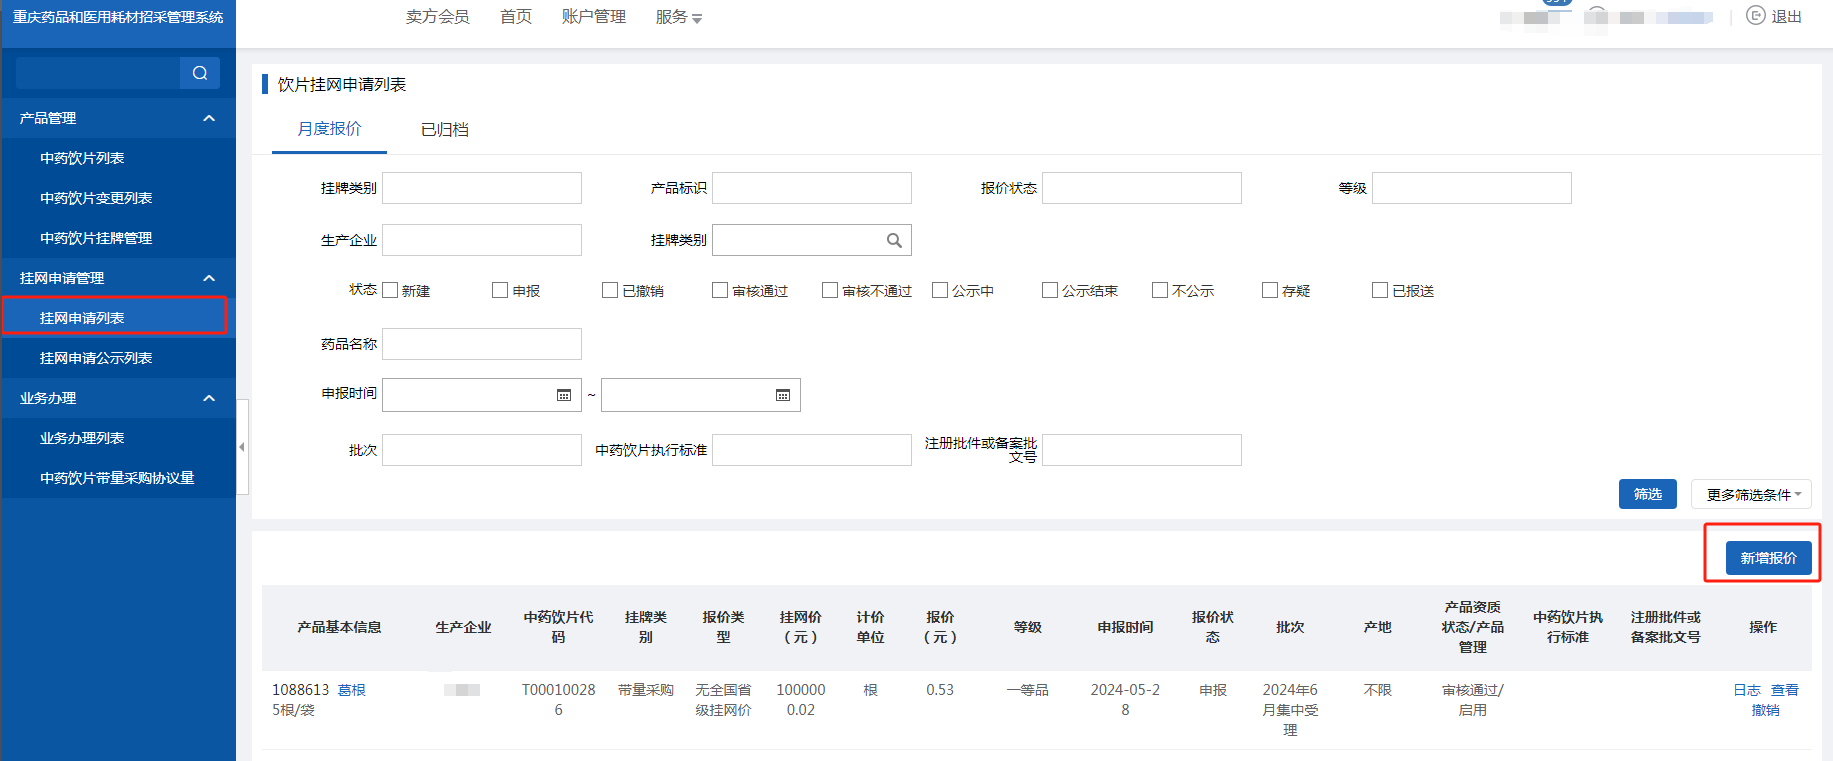 重庆药品和医用耗材招采管理系统
卖方会员 首页 账户管理 服务
退出
产品管理
中药饮片列表
中药饮片变更列表
中药饮片挂牌管理
挂网申请管理
挂网申请列表
挂网申请公示列表
业务办理
业务办理列表
中药饮片带量采购协议量
饮片挂网申请列表
月度报价 已归档
挂牌类别 产品标识 报价状态 等级
生产企业 挂牌类别
状态 新建 申报 已撤销 审核通过 审核不通过 公示中 公示结束 不公示 存疑 已报送
药品名称
申报时间 ~
批次 中药饮片执行标准 注册批件或备案批
文号
筛选 更多筛选条件
新增报价
产品基本信息 生产企业 中药饮片代码 挂牌类别 报价类型 挂网价（元） 计价单位 报价（元） 等级 申报时间 报价状态 批次 产地 产品资质状态/产品管理 中药饮片执行标准 注册批件或备案批文号 操作
1088613 葛根 T00010028 带量采购 无全国省 100000 根 0.53 一等品 2024-05-2 申报 2024年6 不限 审核通过/ 日志 查看
5根/袋 6 级挂网价 0.02 8 月集中受 启用 撤销
理